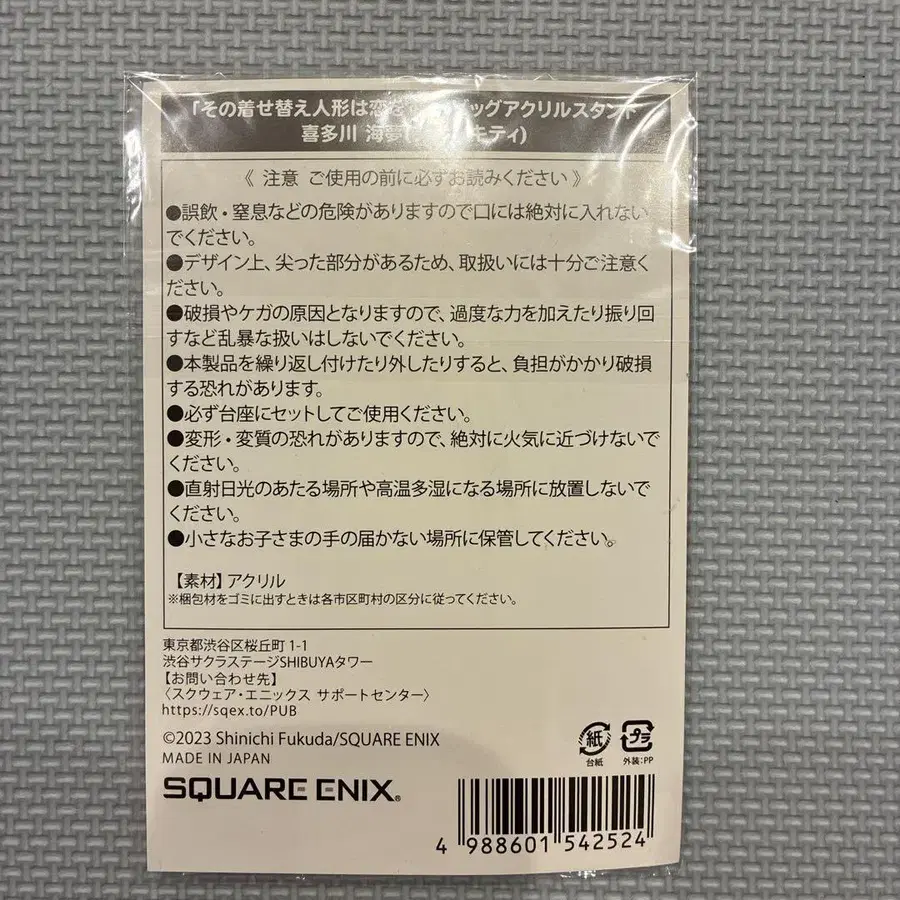 「その着せ替え人形は恋を ッグアクリルスタンド
喜多川 海夢 キティ)
《 注意 ご使用の前に必ずお読みください 》
●誤飲・窒息などの危険がありますので口には絶対に入れない
でください。
●デザイン上、尖った部分があるため、取扱いには十分ご注意く
ださい。
●破損やケガの原因となりますので、過度な力を加えたり振り回
すなど乱暴な扱いはしないでください。
●本製品を繰り返し付けたり外したりすると、負担がかかり破損
する恐れがあります。
●必ず台座にセットしてご使用ください。
●変形・変質の恐れがありますので、絶対に火気に近づけないで
ください。
●直射日光のあたる場所や高温多湿になる場所に放置しないで
ください。
●小さなお子さまの手の届かない場所に保管してください。
【素材】アクリル
※梱包材をゴミに出すときは各市区町村の区分に従ってください。
東京都渋谷区桜丘町 1-1
渋谷サクラステージSHIBUYAタワー
【お問い合わせ先】
〈スクウェア・エニックス サポートセンター〉
https://sqex.to/PUB
©2023 Shinichi Fukuda/SQUARE ENIX
MADE IN JAPAN
紙
台紙
プラ
外装:PP
SQUARE ENIX®
4 988601 542524